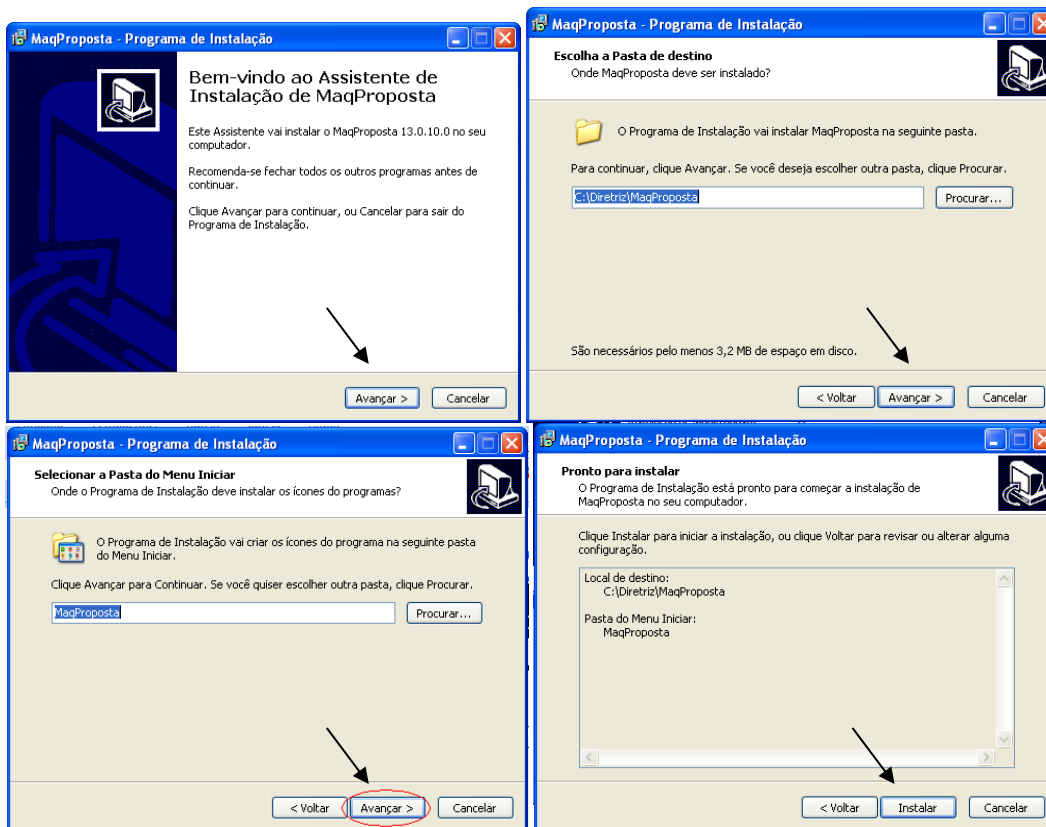 MaqProposta - Programa de Instalação
Bem-vindo ao Assistente de
Instalação de MaqProposta
Este Assistente vai instalar o MaqProposta 13.0.10.0 no seu
computador.
Recomenda-se fechar todos os outros programas antes de
continuar.
Clique Avançar para continuar, ou Cancelar para sair do
Programa de Instalação.
Avançar >
Cancelar
MaqProposta - Programa de Instalação
Escolha a Pasta de destino
Onde MaqProposta deve ser instalado?
O Programa de Instalação vai instalar MaqProposta na seguinte pasta.
Para continuar, clique Avançar. Se você deseja escolher outra pasta, clique Procurar.
C:\Diretriz\MaqProposta
Procurar...
São necessários pelo menos 3,2 MB de espaço em disco.
< Voltar
Avançar >
Cancelar
MaqProposta - Programa de Instalação
Selecionar a Pasta do Menu Iniciar
Onde o Programa de Instalação deve instalar os ícones do programas?
O Programa de Instalação vai criar os ícones do programa na seguinte pasta
do Menu Iniciar.
Clique Avançar para Continuar. Se você quiser escolher outra pasta, clique Procurar.
MaqProposta
Procurar...
< Voltar
Avançar >
Cancelar
MaqProposta - Programa de Instalação
Pronto para instalar
O Programa de Instalação está pronto para começar a instalação de
MaqProposta no seu computador.
Clique Instalar para iniciar a instalação, ou clique Voltar para revisar ou alterar alguma
configuração.
Local de destino:
C:\Diretriz\MaqProposta
Pasta do Menu Iniciar:
MaqProposta
< Voltar
Instalar
Cancelar